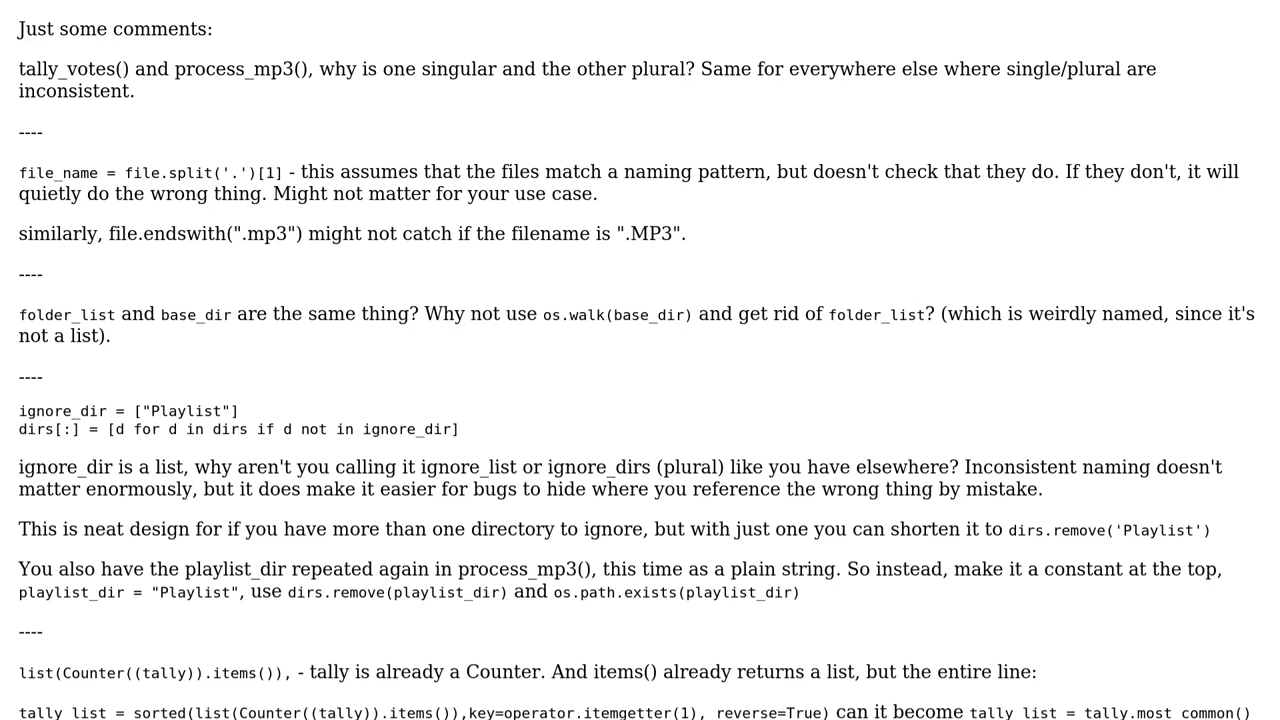 Just some comments:
tally_votes() and process_mp3(), why is one singular and the other plural? Same for everywhere else where single/plural are
inconsistent.
----
file_name = file.split('.')[1] - this assumes that the files match a naming pattern, but doesn't check that they do. If they don't, it will
quietly do the wrong thing. Might not matter for your use case.
similarly, file.endswith(".mp3") might not catch if the filename is ".MP3".
----
folder_list and base_dir are the same thing? Why not use os.walk(base_dir) and get rid of folder_list? (which is weirdly named, since it's
not a list).
----
ignore_dir = ["Playlist"]
dirs[:] = [d for d in dirs if d not in ignore_dir]
ignore_dir is a list, why aren't you calling it ignore_list or ignore_dirs (plural) like you have elsewhere? Inconsistent naming doesn't
matter enormously, but it does make it easier for bugs to hide where you reference the wrong thing by mistake.
This is neat design for if you have more than one directory to ignore, but with just one you can shorten it to dirs.remove('Playlist')
You also have the playlist_dir repeated again in process_mp3(), this time as a plain string. So instead, make it a constant at the top,
playlist_dir = "Playlist", use dirs.remove(playlist_dir) and os.path.exists(playlist_dir)
----
list(Counter((tally)).items()), - tally is already a Counter. And items() already returns a list, but the entire line:
tally_list = sorted(list(Counter((tally)).items()),key=operator.itemgetter(1), reverse=True) can it become tally_list = tally.most_common()